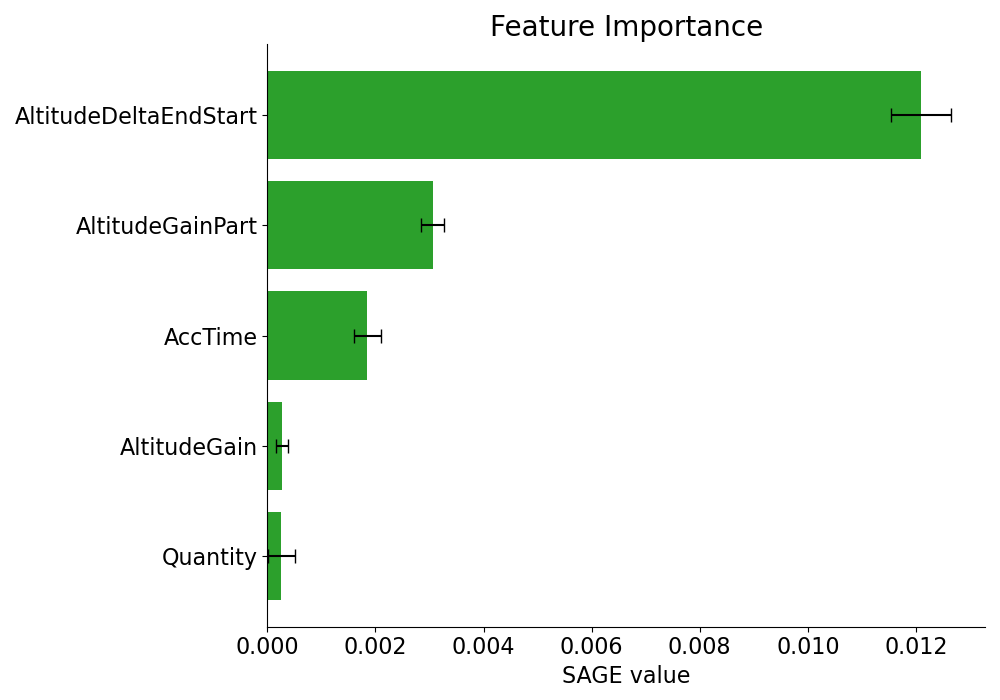 Feature Importance
AltitudeDeltaEndStart
AltitudeGainPart
AccTime
AltitudeGain
Quantity
0.000 0.002 0.004 0.006 0.008 0.010 0.012
SAGE value